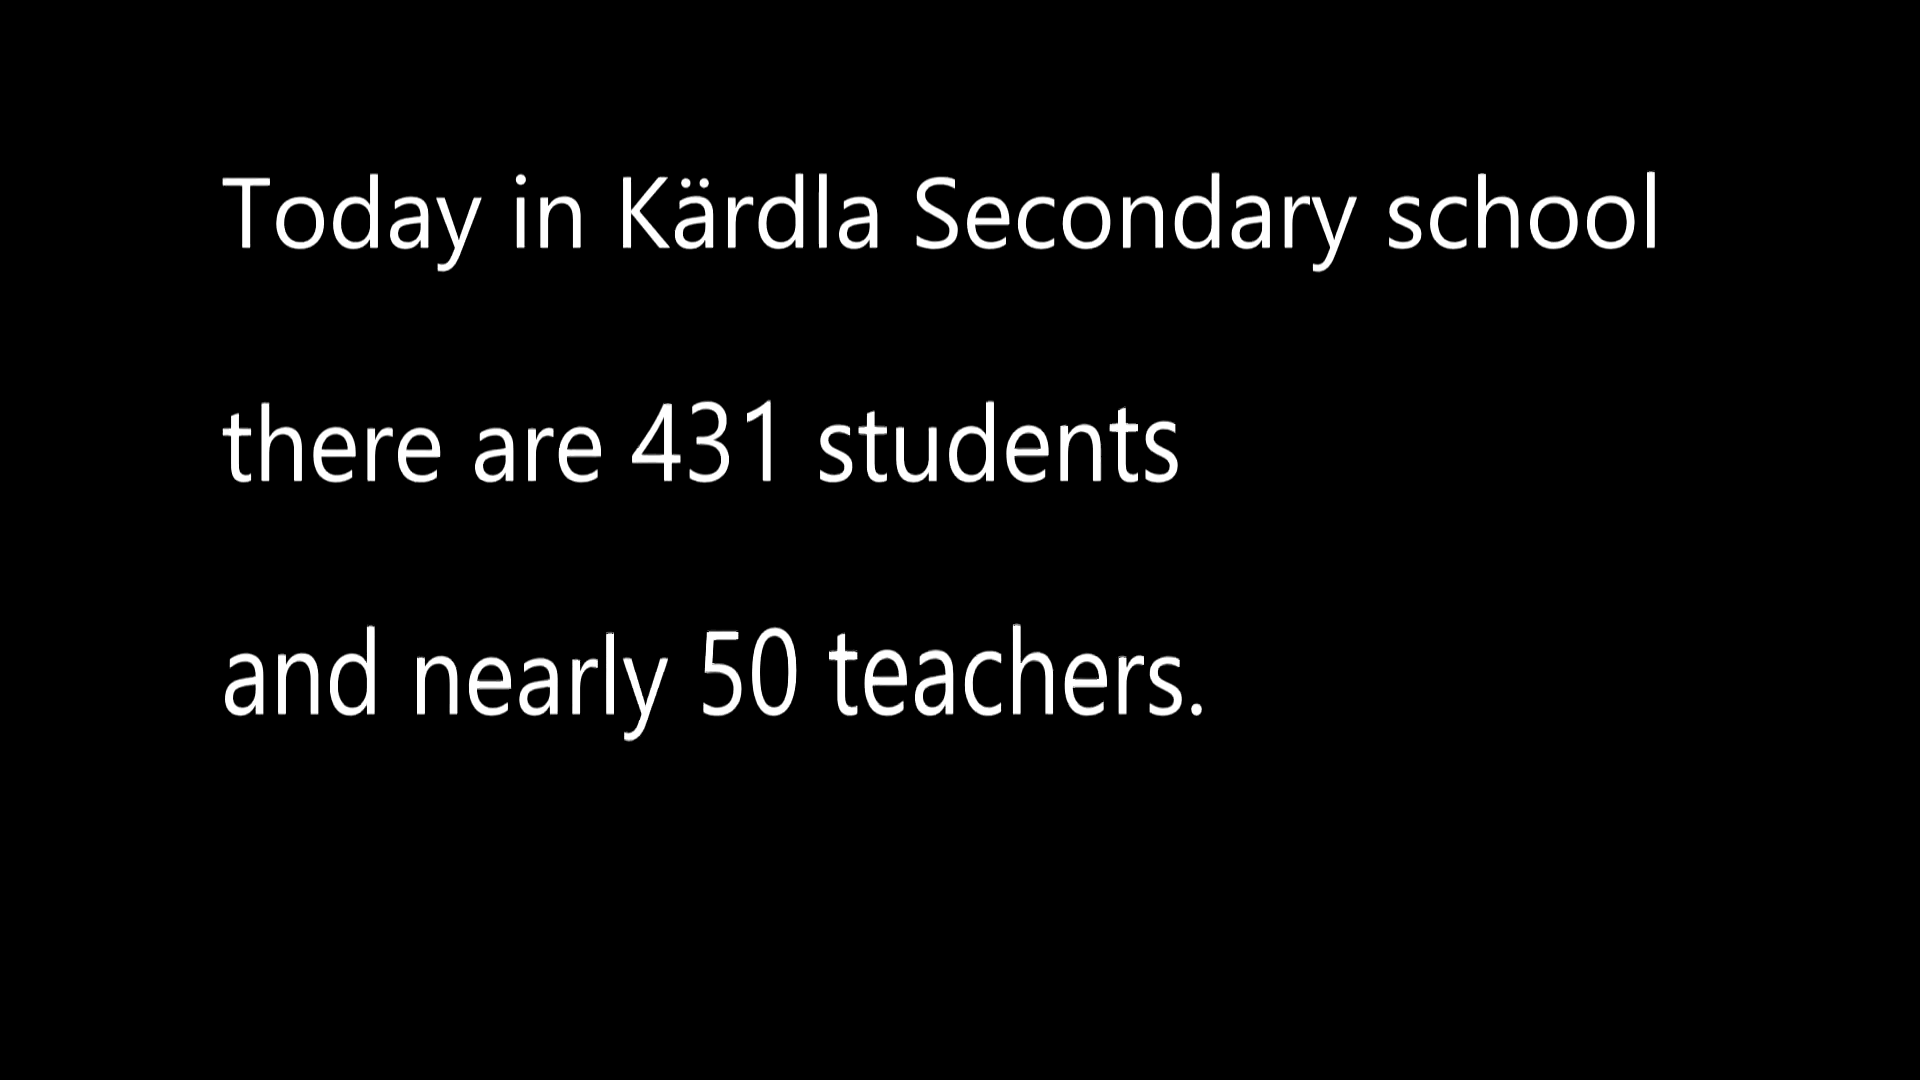 Today in Kärdla Secondary school
there are 431 students
and nearly 50 teachers.